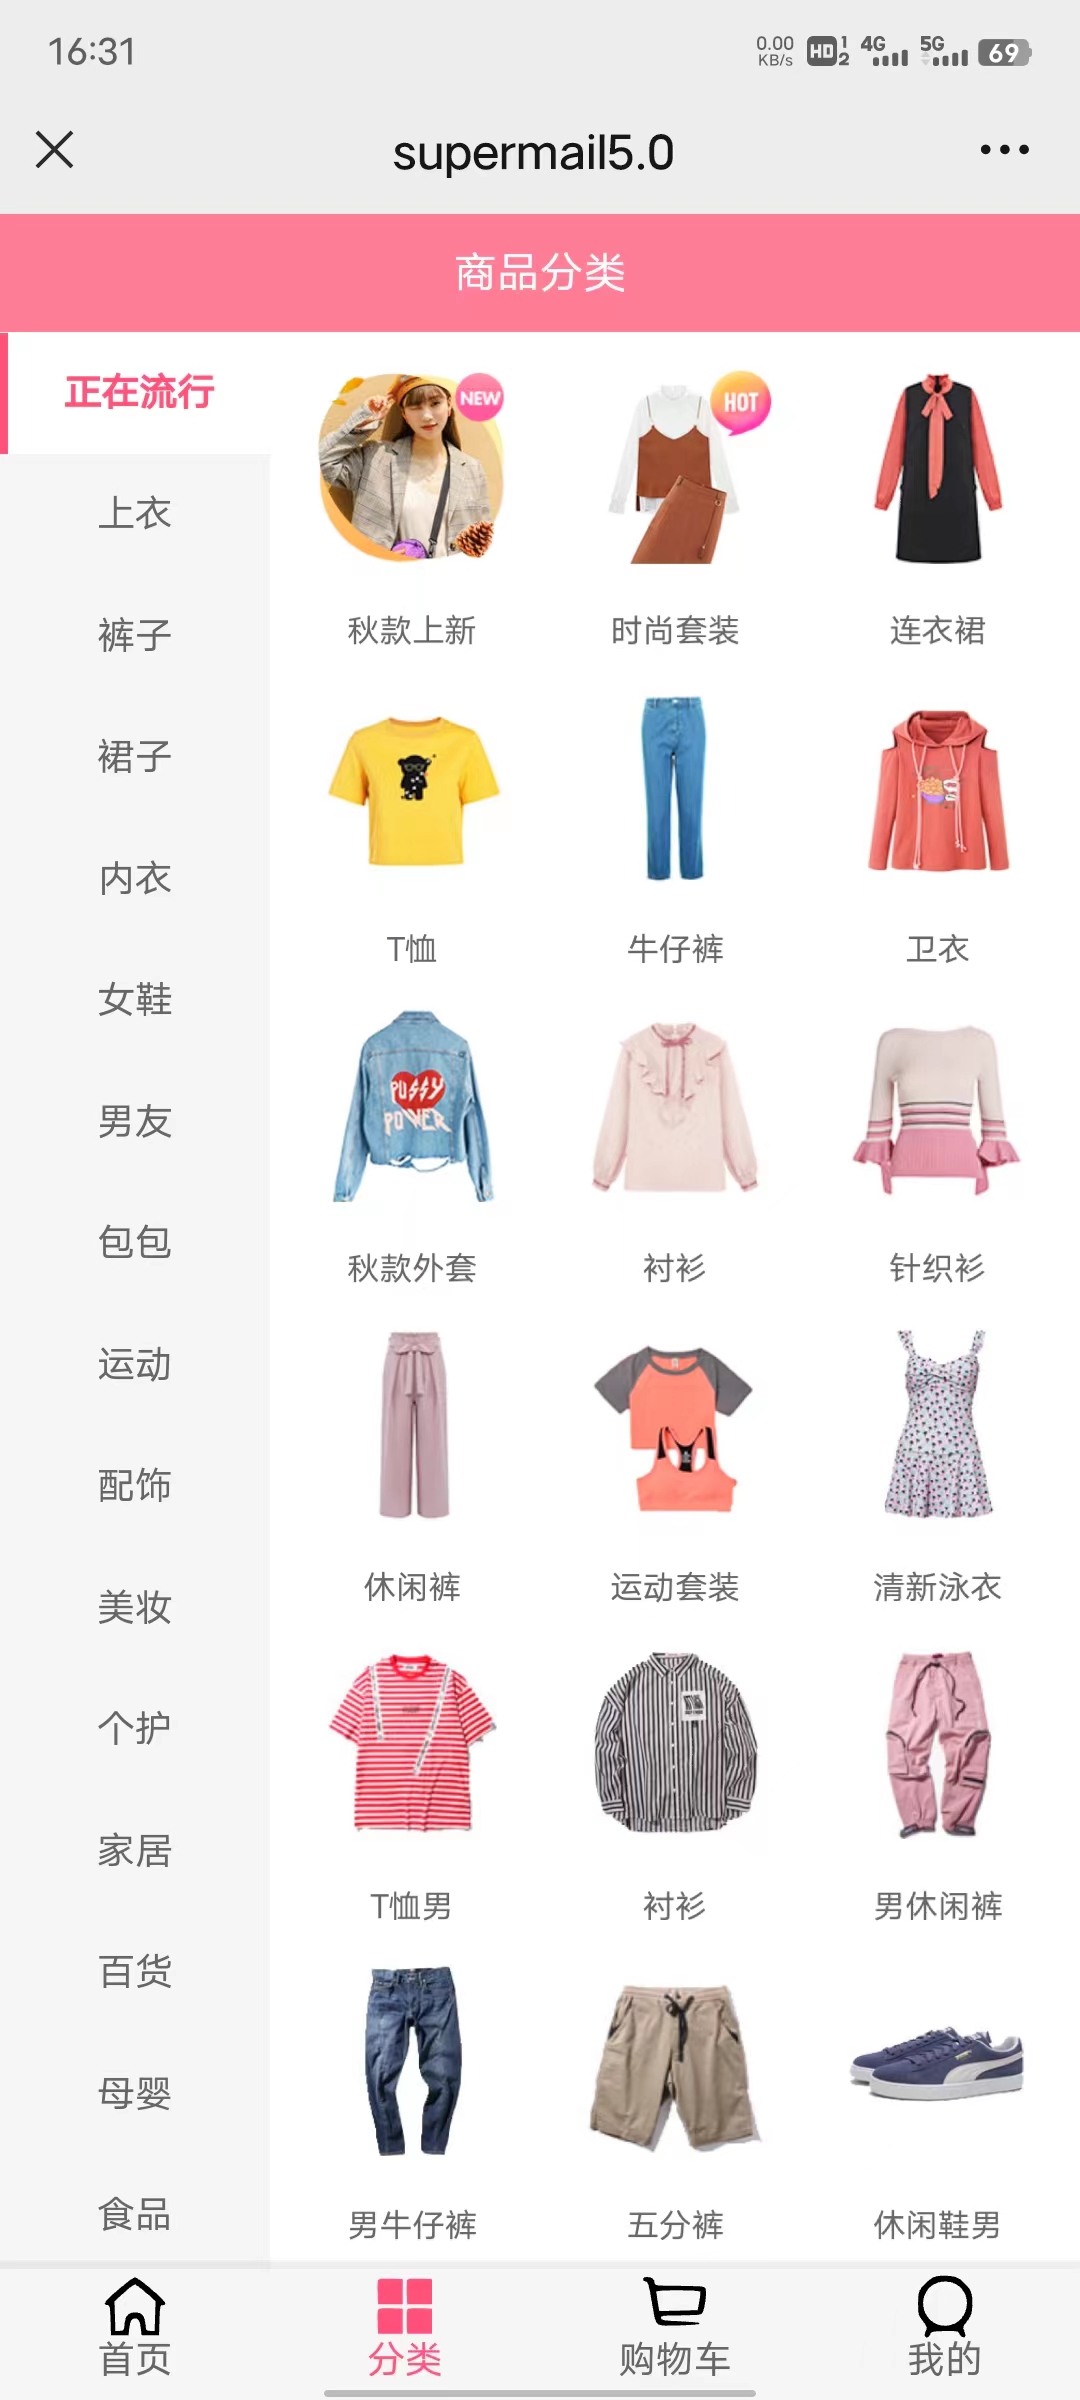 16:31
0.00 KB/s HD 1 2 4G 5G 69
supermail5.0
商品分类
正在流行
上衣
裤子
裙子
内衣
女鞋
男友
包包
运动
配饰
美妆
个护
家居
百货
母婴
食品
NEW
HOT
秋款上新
时尚套装
连衣裙
T恤
牛仔裤
卫衣
PUSSY
POWER
秋款外套
衬衫
针织衫
休闲裤
运动套装
清新泳衣
T恤男
衬衫
男休闲裤
男牛仔裤
五分裤
休闲鞋男
首页
分类
购物车
我的